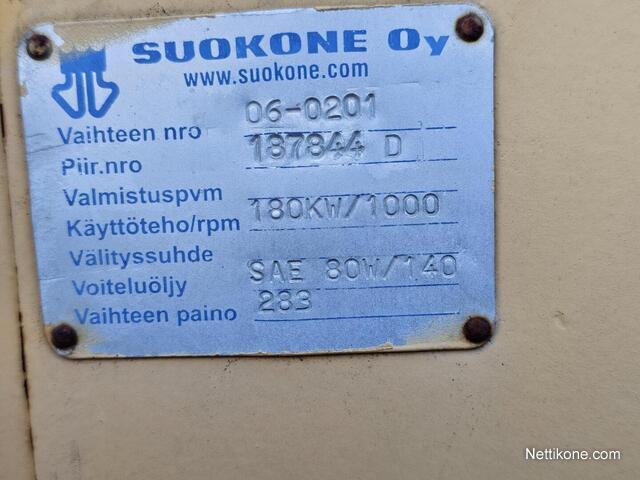 SUOKONE Oy
www.suokone.com
Vaihteen nro 06-0201
Piir.nro 187844 D
Valmistuspvm
Käyttöteho/rpm 180KW/1000
Välityssuhde
Voiteluöljy SAE 80W/140
Vaihteen paino 283
Nettikone.com